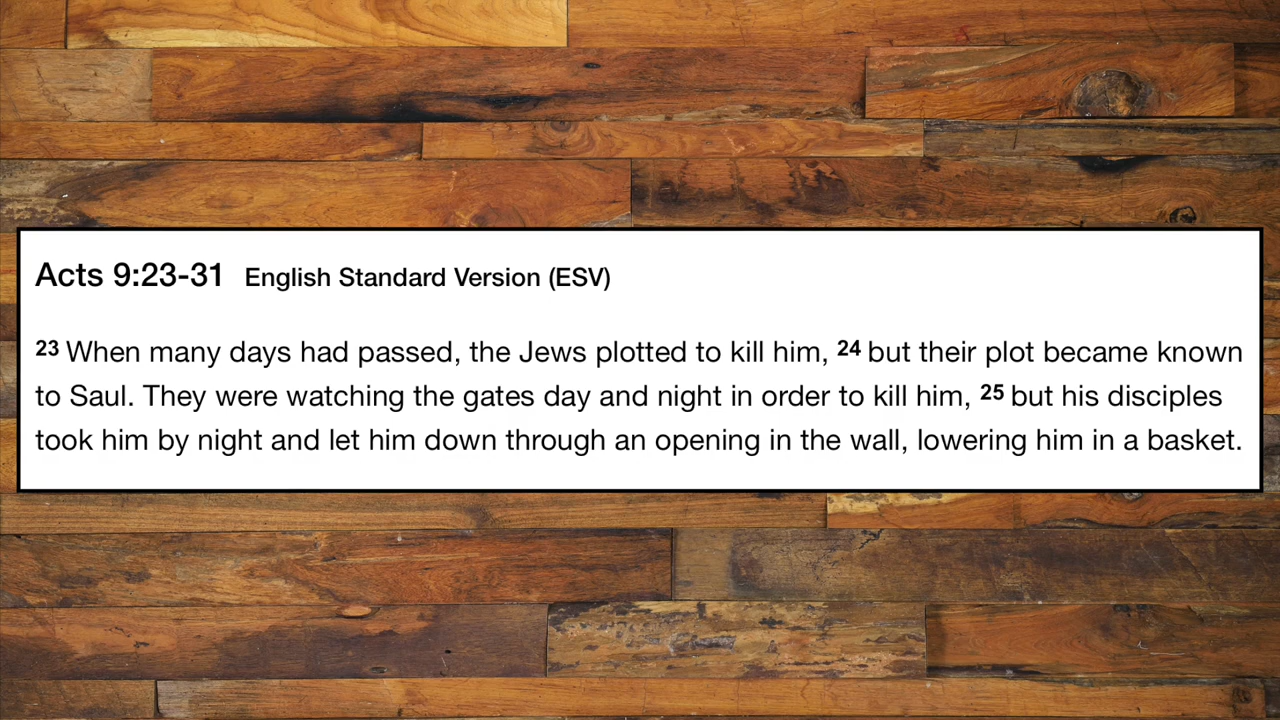 Acts 9:23-31 English Standard Version (ESV)
23 When many days had passed, the Jews plotted to kill him, 24 but their plot became known
to Saul. They were watching the gates day and night in order to kill him, 25 but his disciples
took him by night and let him down through an opening in the wall, lowering him in a basket.